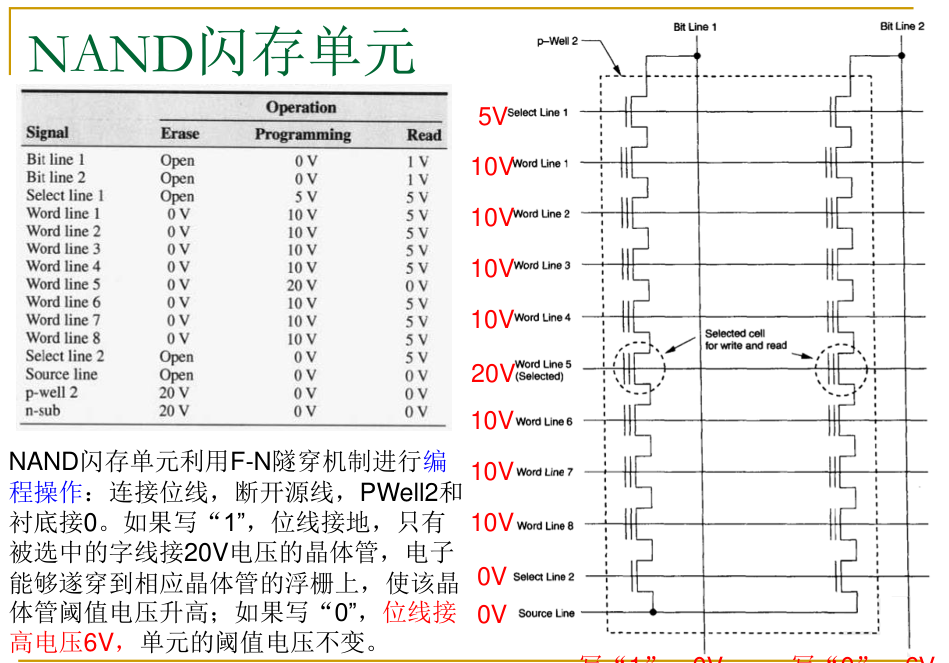 NAND闪存单元
Operation
Signal Erase Programming Read
Bit line 1 Open 0 V 1 V
Bit line 2 Open 0 V 1 V
Select line 1 Open 5 V 5 V
Word line 1 0 V 10 V 5 V
Word line 2 0 V 10 V 5 V
Word line 3 0 V 10 V 5 V
Word line 4 0 V 10 V 5 V
Word line 5 0 V 20 V 0 V
Word line 6 0 V 10 V 5 V
Word line 7 0 V 10 V 5 V
Word line 8 0 V 10 V 5 V
Select line 2 Open 0 V 5 V
Source line Open 0 V 0 V
p-well 2 20 V 0 V 0 V
n-sub 20 V 0 V 0 V
NAND闪存单元利用F-N隧穿机制进行编
程操作：连接位线，断开源线，PWell2和
衬底接0。如果写“1”，位线接地，只有
被选中的字线接20V电压的晶体管，电子
能够遂穿到相应晶体管的浮栅上，使该晶
体管阈值电压升高；如果写“0”，位线接
高电压6V，单元的阈值电压不变。
Bit Line 1
Bit Line 2
p-Well 2
5V Select Line 1
10V Word Line 1
10V Word Line 2
10V Word Line 3
10V Word Line 4
Selected cell
for write and read
20V Word Line 5
(Selected)
10V Word Line 6
10V Word Line 7
10V Word Line 8
0V Select Line 2
0V Source Line